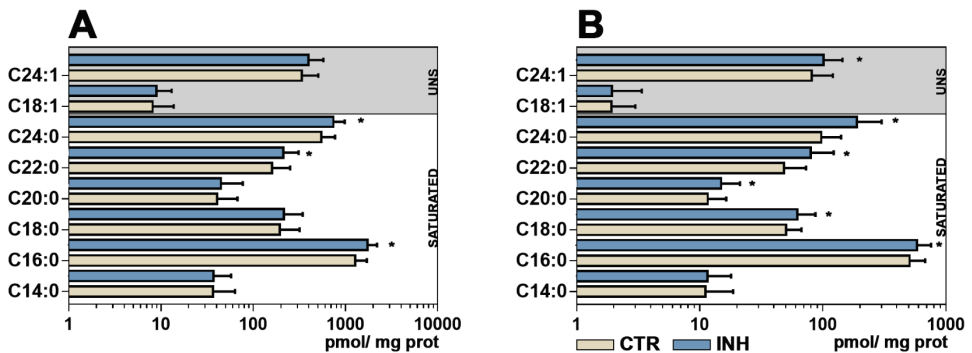 A
B
C24:1
C18:1
C24:0
C22:0
C20:0
C18:0
C16:0
C14:0
UNS
SATURATED
*
*
*
1 10 100 1000 10000
pmol/ mg prot
C24:1
C18:1
C24:0
C22:0
C20:0
C18:0
C16:0
C14:0
UNS
SATURATED
*
*
*
*
*
*
1 10 100 1000
CTR INH pmol/ mg prot